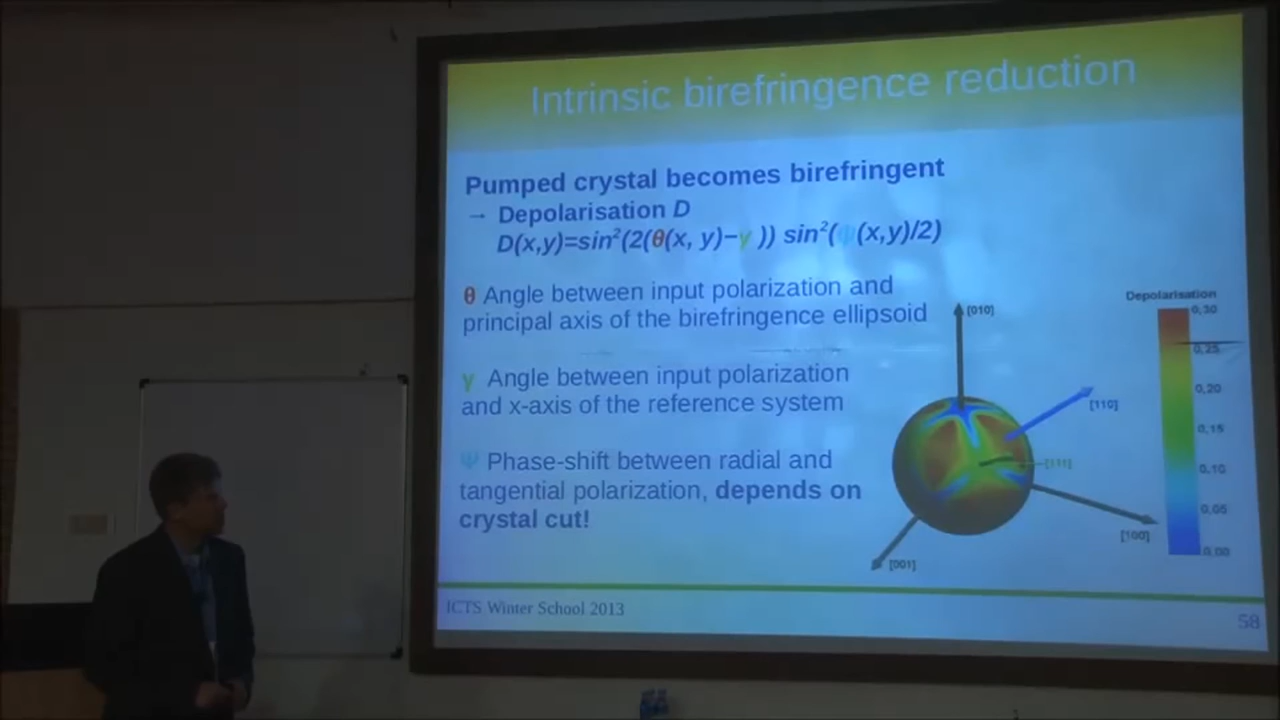 Intrinsic birefringence reduction
Pumped crystal becomes birefringent
→ Depolarisation D
D(x,y)=sin²(2(θ(x, y)−γ )) sin²(Ψ(x,y)/2)
θ Angle between input polarization and
principal axis of the birefringence ellipsoid
γ Angle between input polarization
and x-axis of the reference system
Ψ Phase-shift between radial and
tangential polarization, depends on
crystal cut!
Depolarisation
0,30
0,25
0,20
0,15
0,10
0,05
0,00
[010]
[110]
[111]
[100]
[001]
ICTS Winter School 2013
58